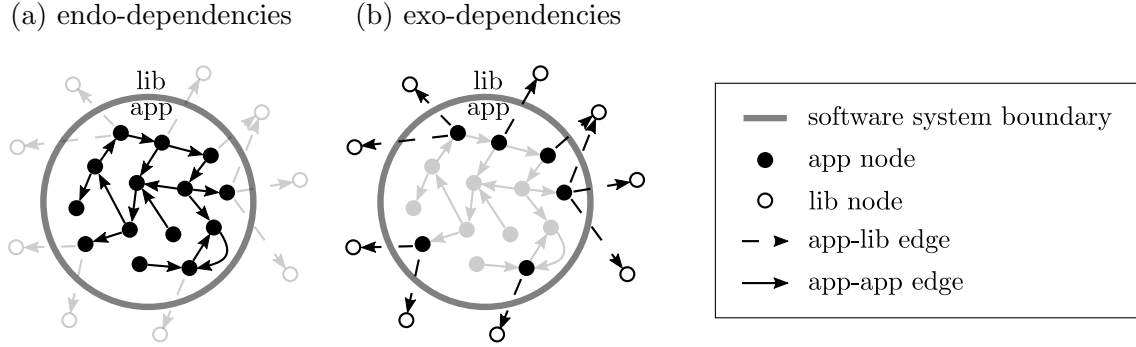 (a) endo-dependencies
(b) exo-dependencies
lib
app
lib
app
software system boundary
app node
lib node
app-lib edge
app-app edge